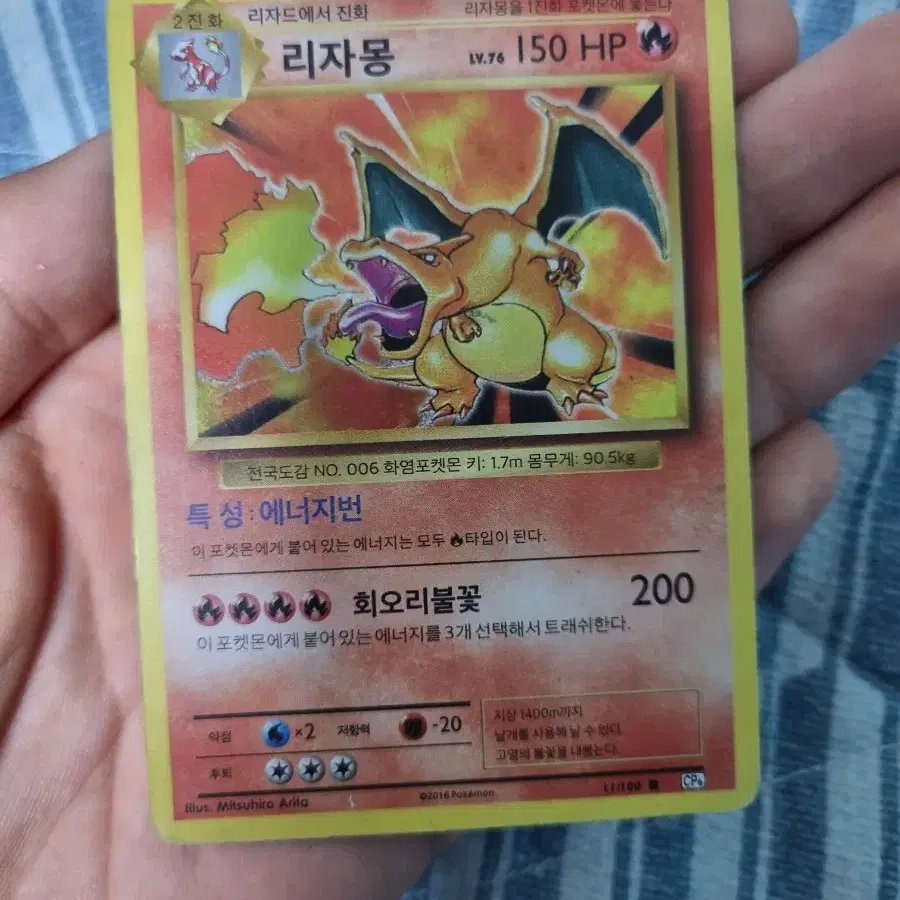 2진화
리자드에서 진화
리자몽을 1진화 포켓몬에 놓는다
리자몽
LV.76 150 HP
전국도감 NO. 006 화염포켓몬 키: 1.7m 몸무게: 90.5kg
특성: 에너지번
이 포켓몬에게 붙어 있는 에너지는 모두 타입이 된다.
회오리불꽃 200
이 포켓몬에게 붙어 있는 에너지를 3개 선택해서 트래쉬한다.
약점 ×2 저항력 -20
후퇴
지상 1400m까지
날개를 사용해 날 수 있다.
고열의 불꽃을 내뿜는다.
Illus. Mitsuhiro Arita
©2016 Pokémon
11/108 R CP6